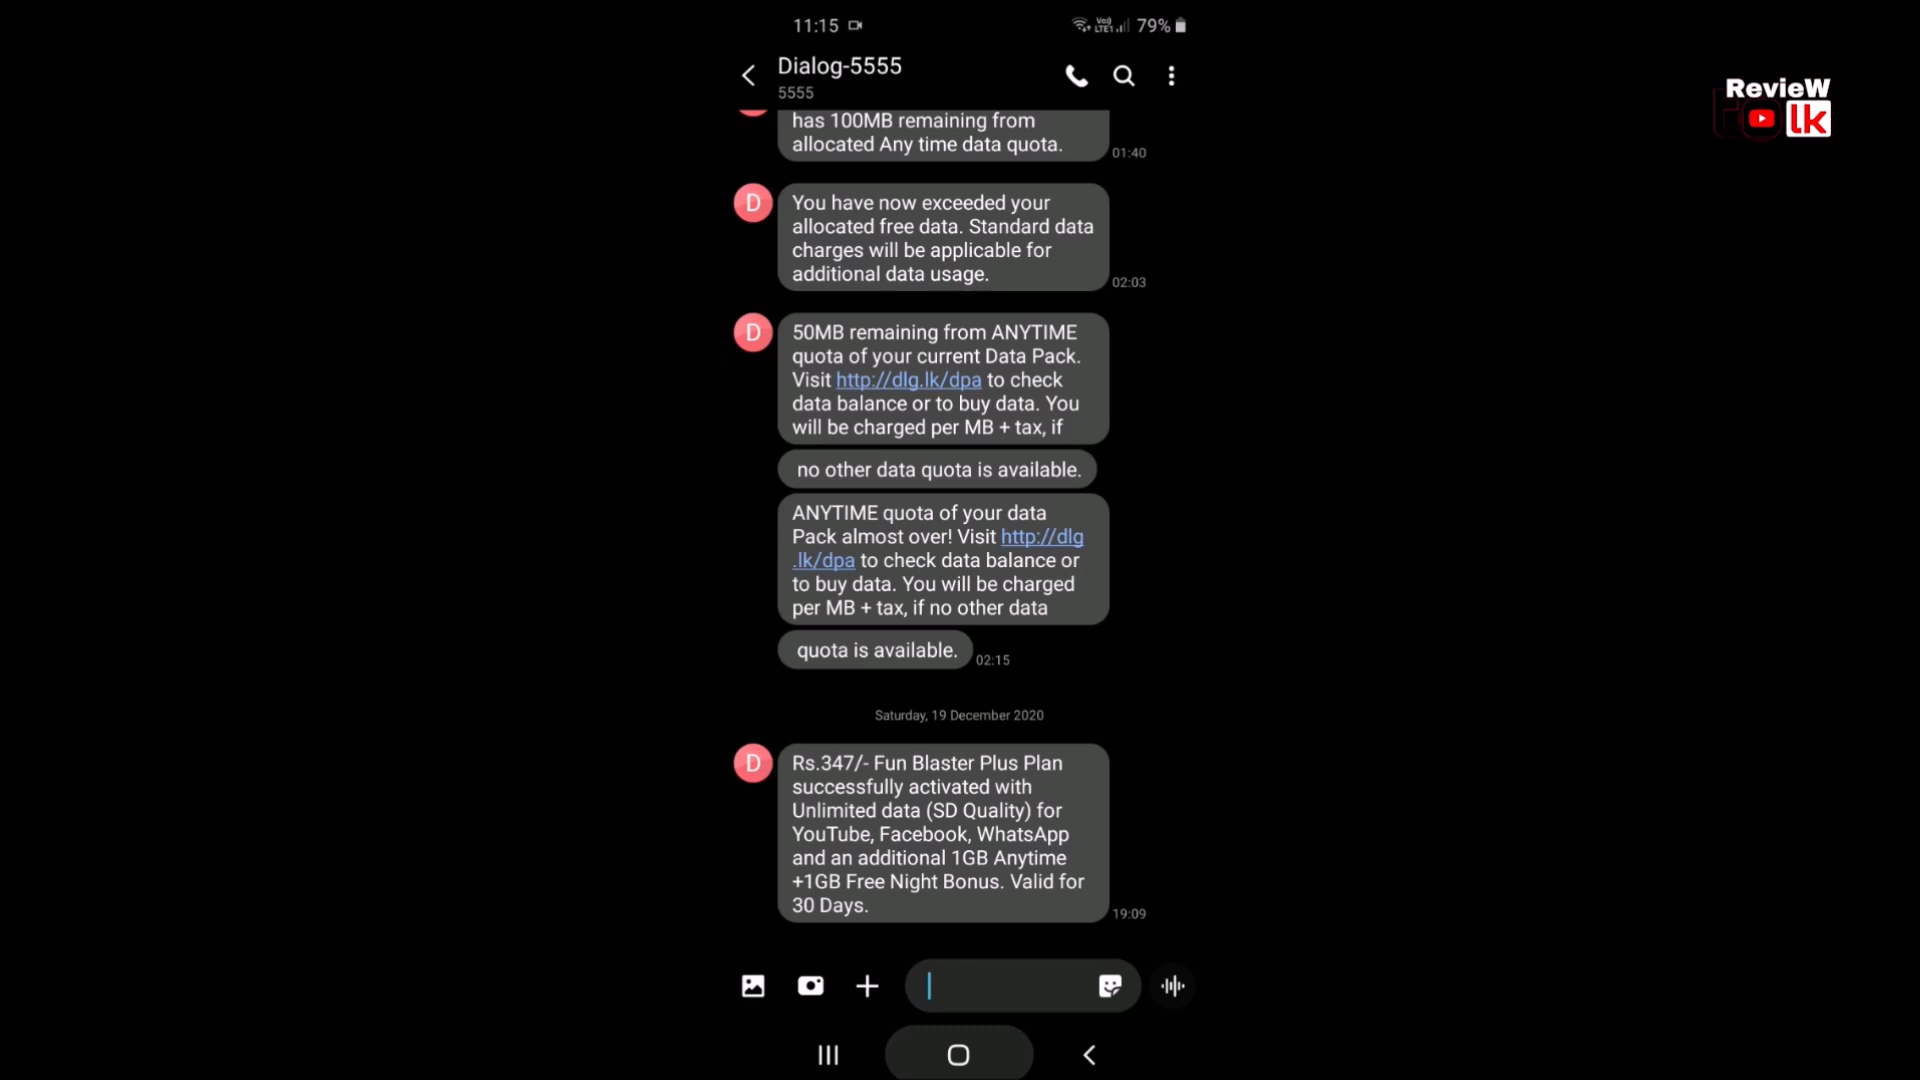 11:15
79%
Dialog-5555
5555
RevieW
lk
has 100MB remaining from
allocated Any time data quota.
01:40
D
You have now exceeded your
allocated free data. Standard data
charges will be applicable for
additional data usage.
02:03
D
50MB remaining from ANYTIME
quota of your current Data Pack.
Visit http://dlg.lk/dpa to check
data balance or to buy data. You
will be charged per MB + tax, if
no other data quota is available.
ANYTIME quota of your data
Pack almost over! Visit http://dlg
.lk/dpa to check data balance or
to buy data. You will be charged
per MB + tax, if no other data
quota is available.
02:15
Saturday, 19 December 2020
D
Rs.347/- Fun Blaster Plus Plan
successfully activated with
Unlimited data (SD Quality) for
YouTube, Facebook, WhatsApp
and an additional 1GB Anytime
+1GB Free Night Bonus. Valid for
30 Days.
19:09